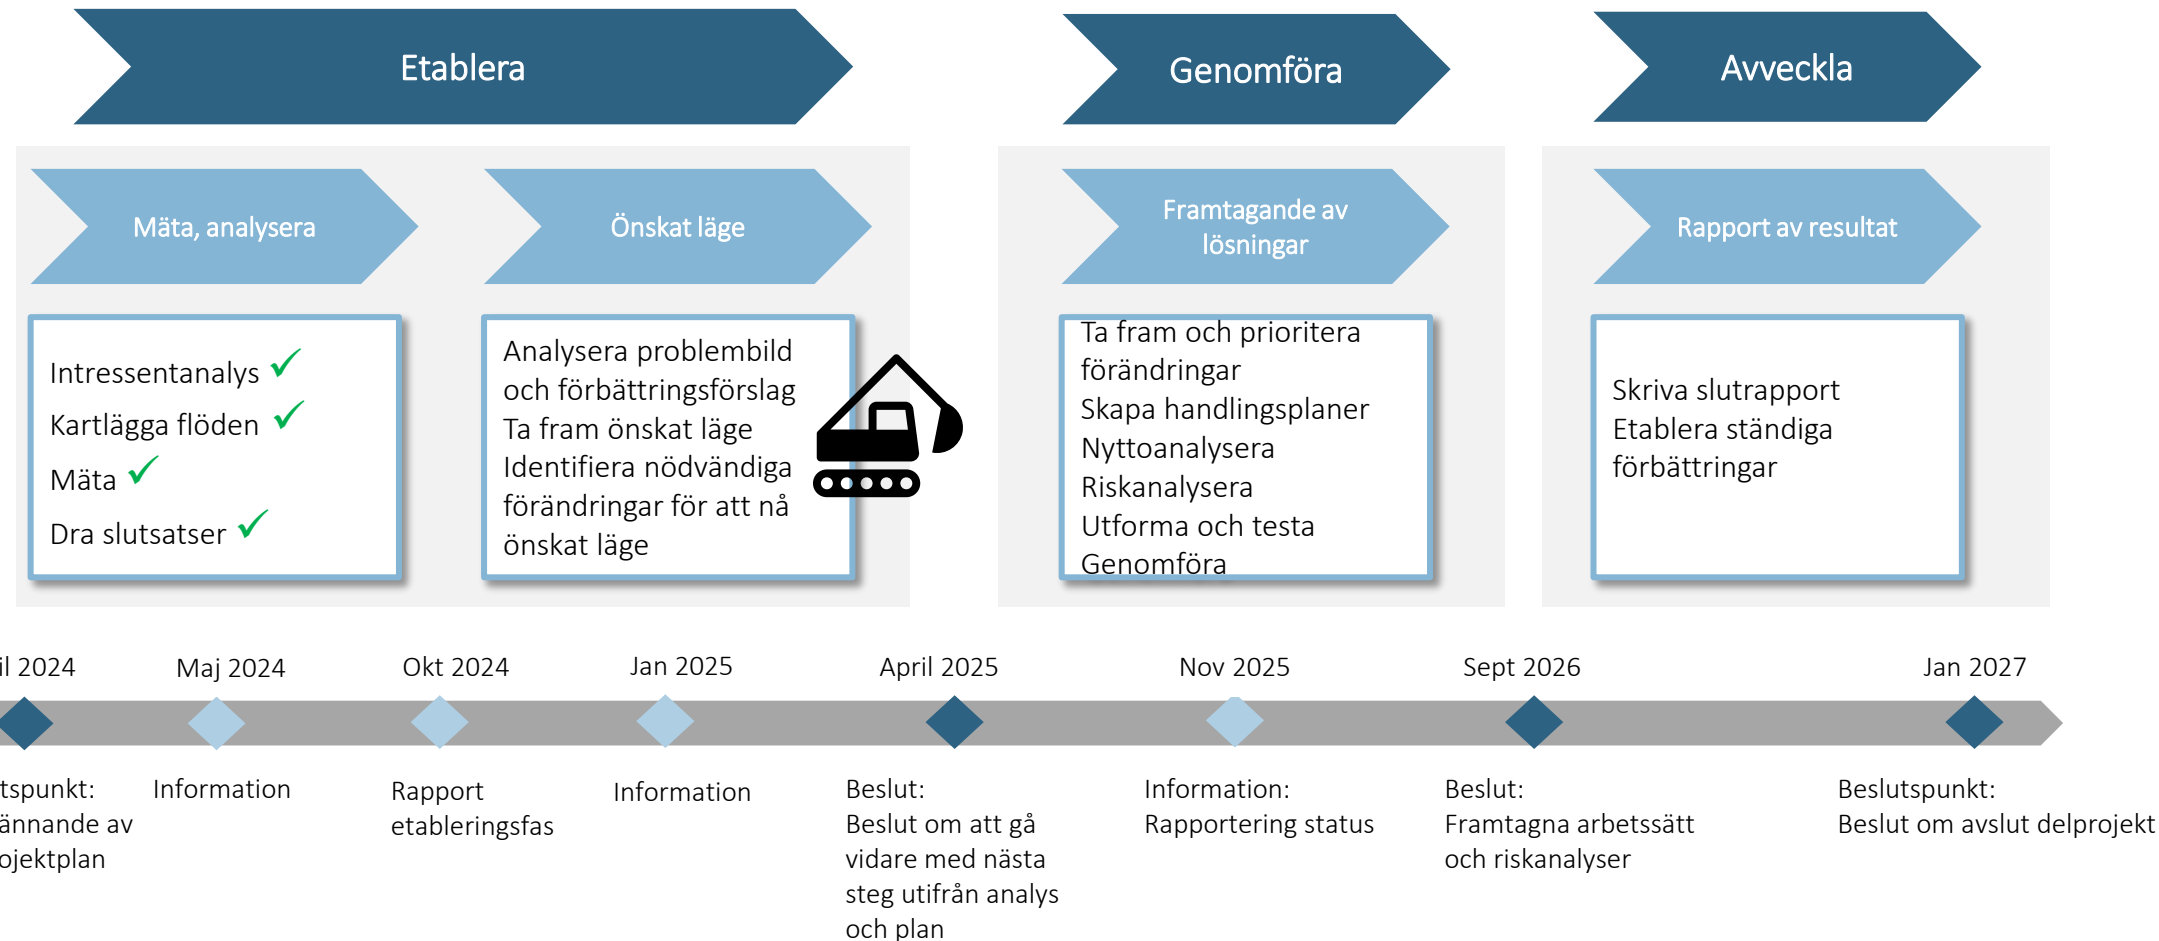 Etablera
Genomföra
Avveckla
Mäta, analysera
Önskat läge
Framtagande av
lösningar
Rapport av resultat
Intressentanalys ✓
Kartlägga flöden ✓
Mäta ✓
Dra slutsatser ✓
Analysera problembild
och förbättringsförslag
Ta fram önskat läge
Identifiera nödvändiga
förändringar för att nå
önskat läge
Ta fram och prioritera
förändringar
Skapa handlingsplaner
Nyttoanalysera
Riskanalysera
Utforma och testa
Genomföra
Skriva slutrapport
Etablera ständiga
förbättringar
il 2024
Maj 2024
Okt 2024
Jan 2025
April 2025
Nov 2025
Sept 2026
Jan 2027
tspunkt:
ännande av
ojektplan
Information
Rapport
etableringsfas
Information
Beslut:
Beslut om att gå
vidare med nästa
steg utifrån analys
och plan
Information:
Rapportering status
Beslut:
Framtagna arbetssätt
och riskanalyser
Beslutspunkt:
Beslut om avslut delprojekt